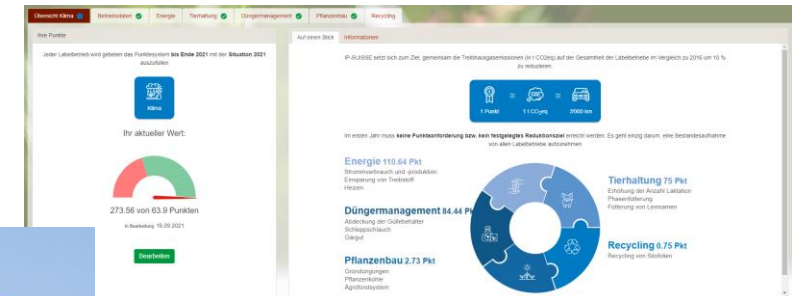 Übersicht Klima
Betriebsdaten
Energie
Tierhaltung
Düngermanagement
Pflanzenbau
Recycling
Ihre Punkte
Jeder Labelbetrieb wird gebeten das Punktesystem bis Ende 2021 mit der Situation 2021
auszufüllen
Klima
Ihr aktueller Wert:
273.56 von 63.9 Punkten
In Bearbeitung 16.09.2021
Bearbeiten
Auf einen Blick
Informationen
IP-SUISSE setzt sich zum Ziel, gemeinsam die Treibhausgasemissionen (in t CO2eq) auf der Gesamtheit der Labelbetriebe im Vergleich zu 2016 um 10 %
zu reduzieren.
1 Punkt = 1 t CO2eq = 2'000 km
Im ersten Jahr muss keine Punkteanforderung bzw. kein festgelegtes Reduktionsziel erreicht werden. Es geht einzig darum, eine Bestandesaufnahme
von allen Labelbetriebe aufzunehmen.
Energie 110.64 Pkt
Stromverbrauch und -produktion
Einsparung von Treibstoff
Heizen
Düngermanagement 84.44 Pk
Abdeckung der Güllebehälter
Schleppschlauch
Gärgut
Pflanzenbau 2.73 Pkt
Gründüngungen
Pflanzenkohle
Agroforstsystem
Tierhaltung 75 Pkt
Erhöhung der Anzahl Laktation
Phasenfütterung
Fütterung von Leinsamen
Recycling 0.75 Pkt
Recycling von Silofolien